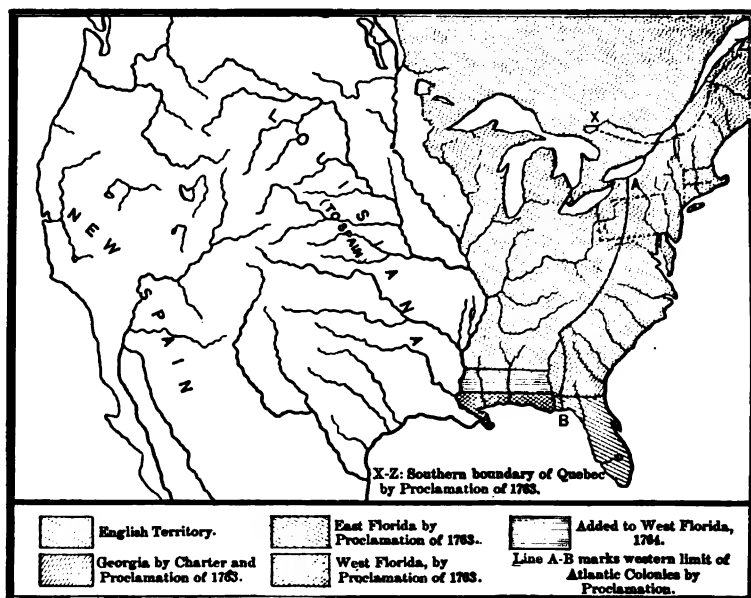 X
A
NEW SPAIN
L U I S I A N A
(TO SPAIN)
B
X-Z: Southern boundary of Quebec
by Proclamation of 1763.
English Territory.
Georgia by Charter and
Proclamation of 1763.
East Florida by
Proclamation of 1763.
West Florida, by
Proclamation of 1763.
Added to West Florida,
1764.
Line A-B marks western limit of
Atlantic Colonies by
Proclamation.